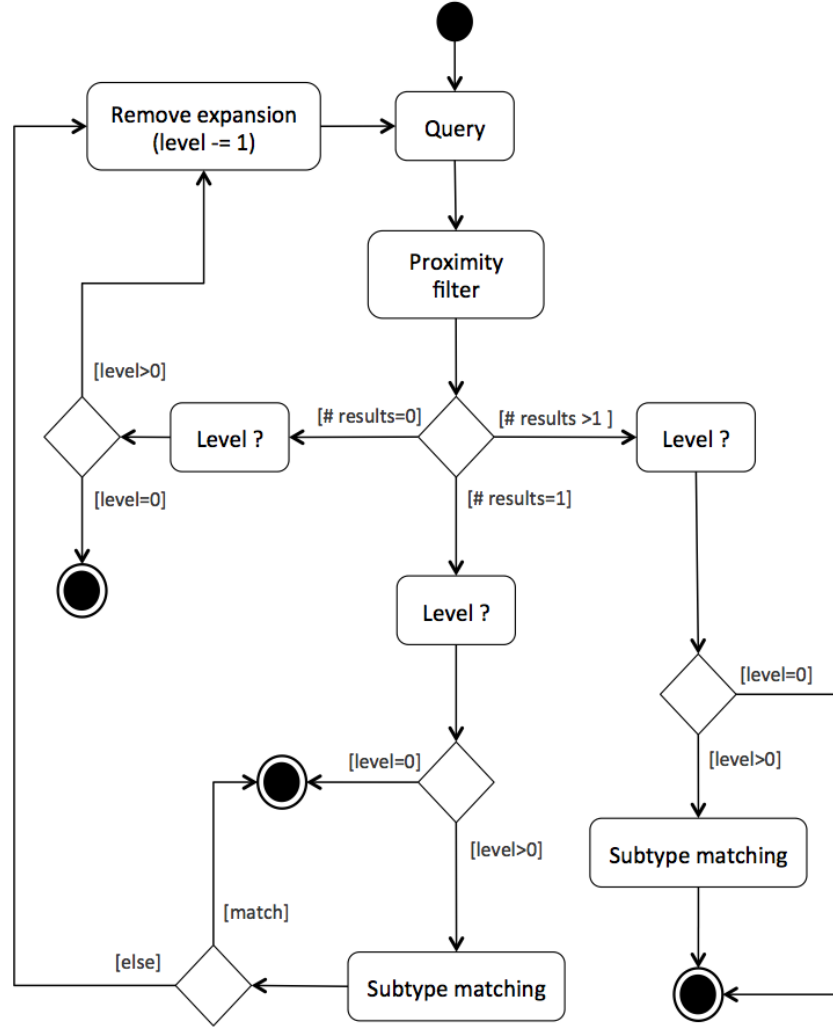 Remove expansion
(level -= 1)
Query
Proximity
filter
[level>0]
[# results=0]
[# results >1 ]
Level ?
Level ?
[level=0]
[# results=1]
Level ?
[level=0]
[level=0]
[level>0]
[level>0]
Subtype matching
[match]
[else]
Subtype matching